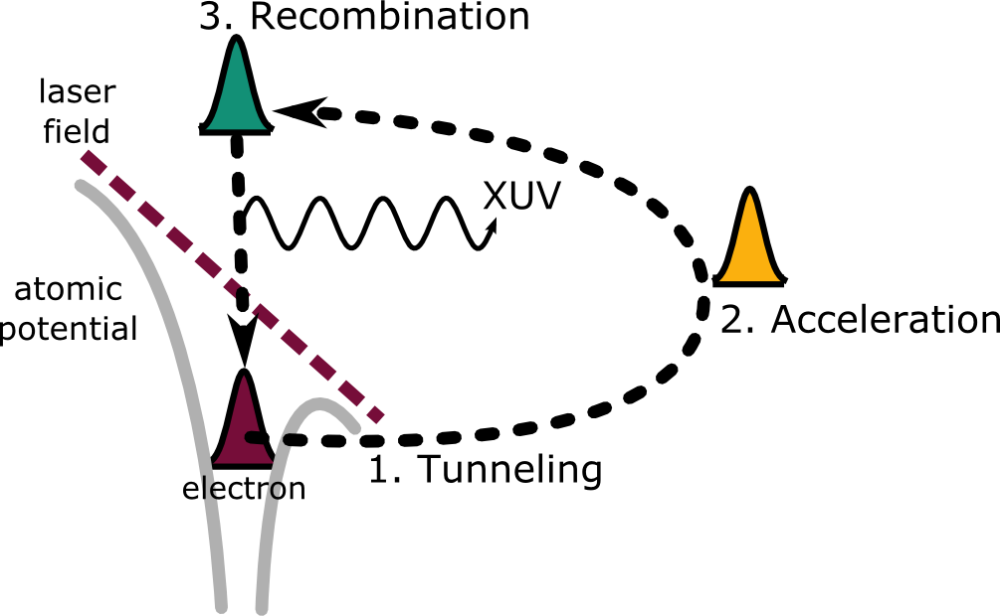 3. Recombination
laser
field
XUV
atomic
potential
2. Acceleration
1. Tunneling
electron